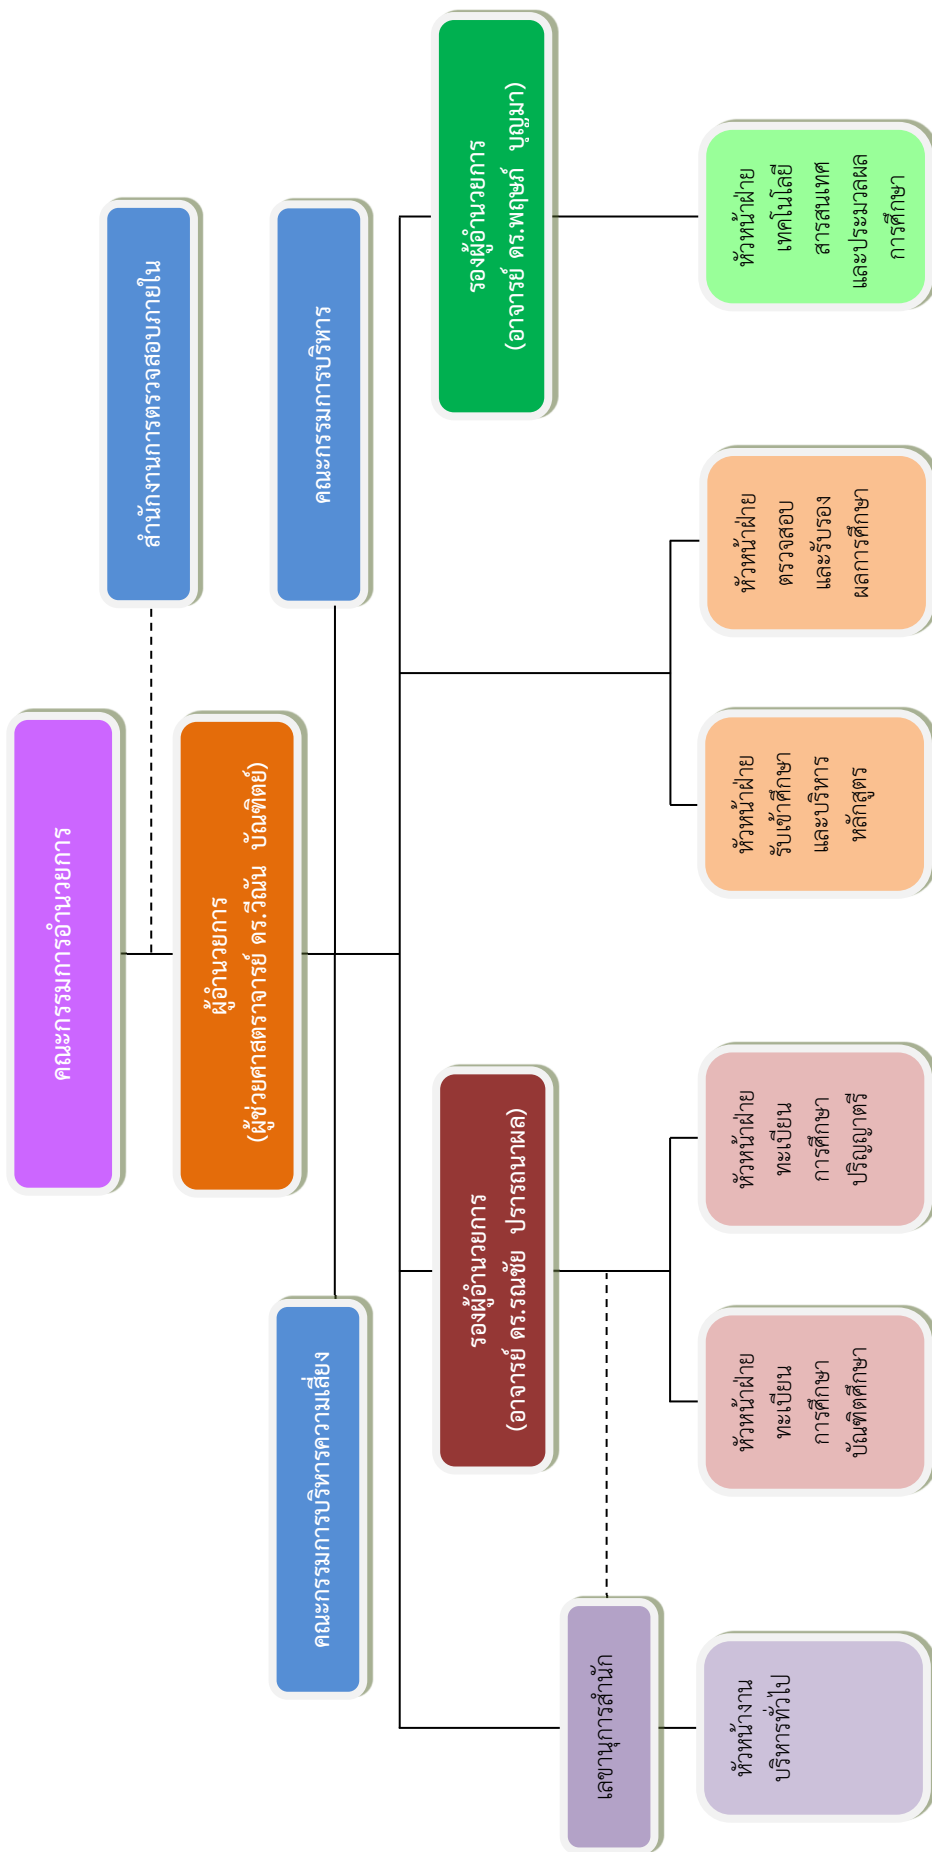 คณะกรรมการอำนวยการ
สำนักงานการตรวจสอบภายใน
ผู้อำนวยการ
(ผู้ช่วยศาสตราจารย์ ดร.วีณัน บัณฑิตย์)
คณะกรรมการบริหารความเสี่ยง
คณะกรรมการบริหาร
รองผู้อำนวยการ
(อาจารย์ ดร.รณชัย ปรารถนาผล)
รองผู้อำนวยการ
(อาจารย์ ดร.พฤษภ์ บุญมา)
เลขานุการสำนัก
หัวหน้างาน
บริหารทั่วไป
หัวหน้าฝ่าย
ทะเบียน
การศึกษา
บัณฑิตศึกษา
หัวหน้าฝ่าย
ทะเบียน
การศึกษา
ปริญญาตรี
หัวหน้าฝ่าย
รับเข้าศึกษา
และบริหาร
หลักสูตร
หัวหน้าฝ่าย
ตรวจสอบ
และรับรอง
ผลการศึกษา
หัวหน้าฝ่าย
เทคโนโลยี
สารสนเทศ
และประมวลผล
การศึกษา